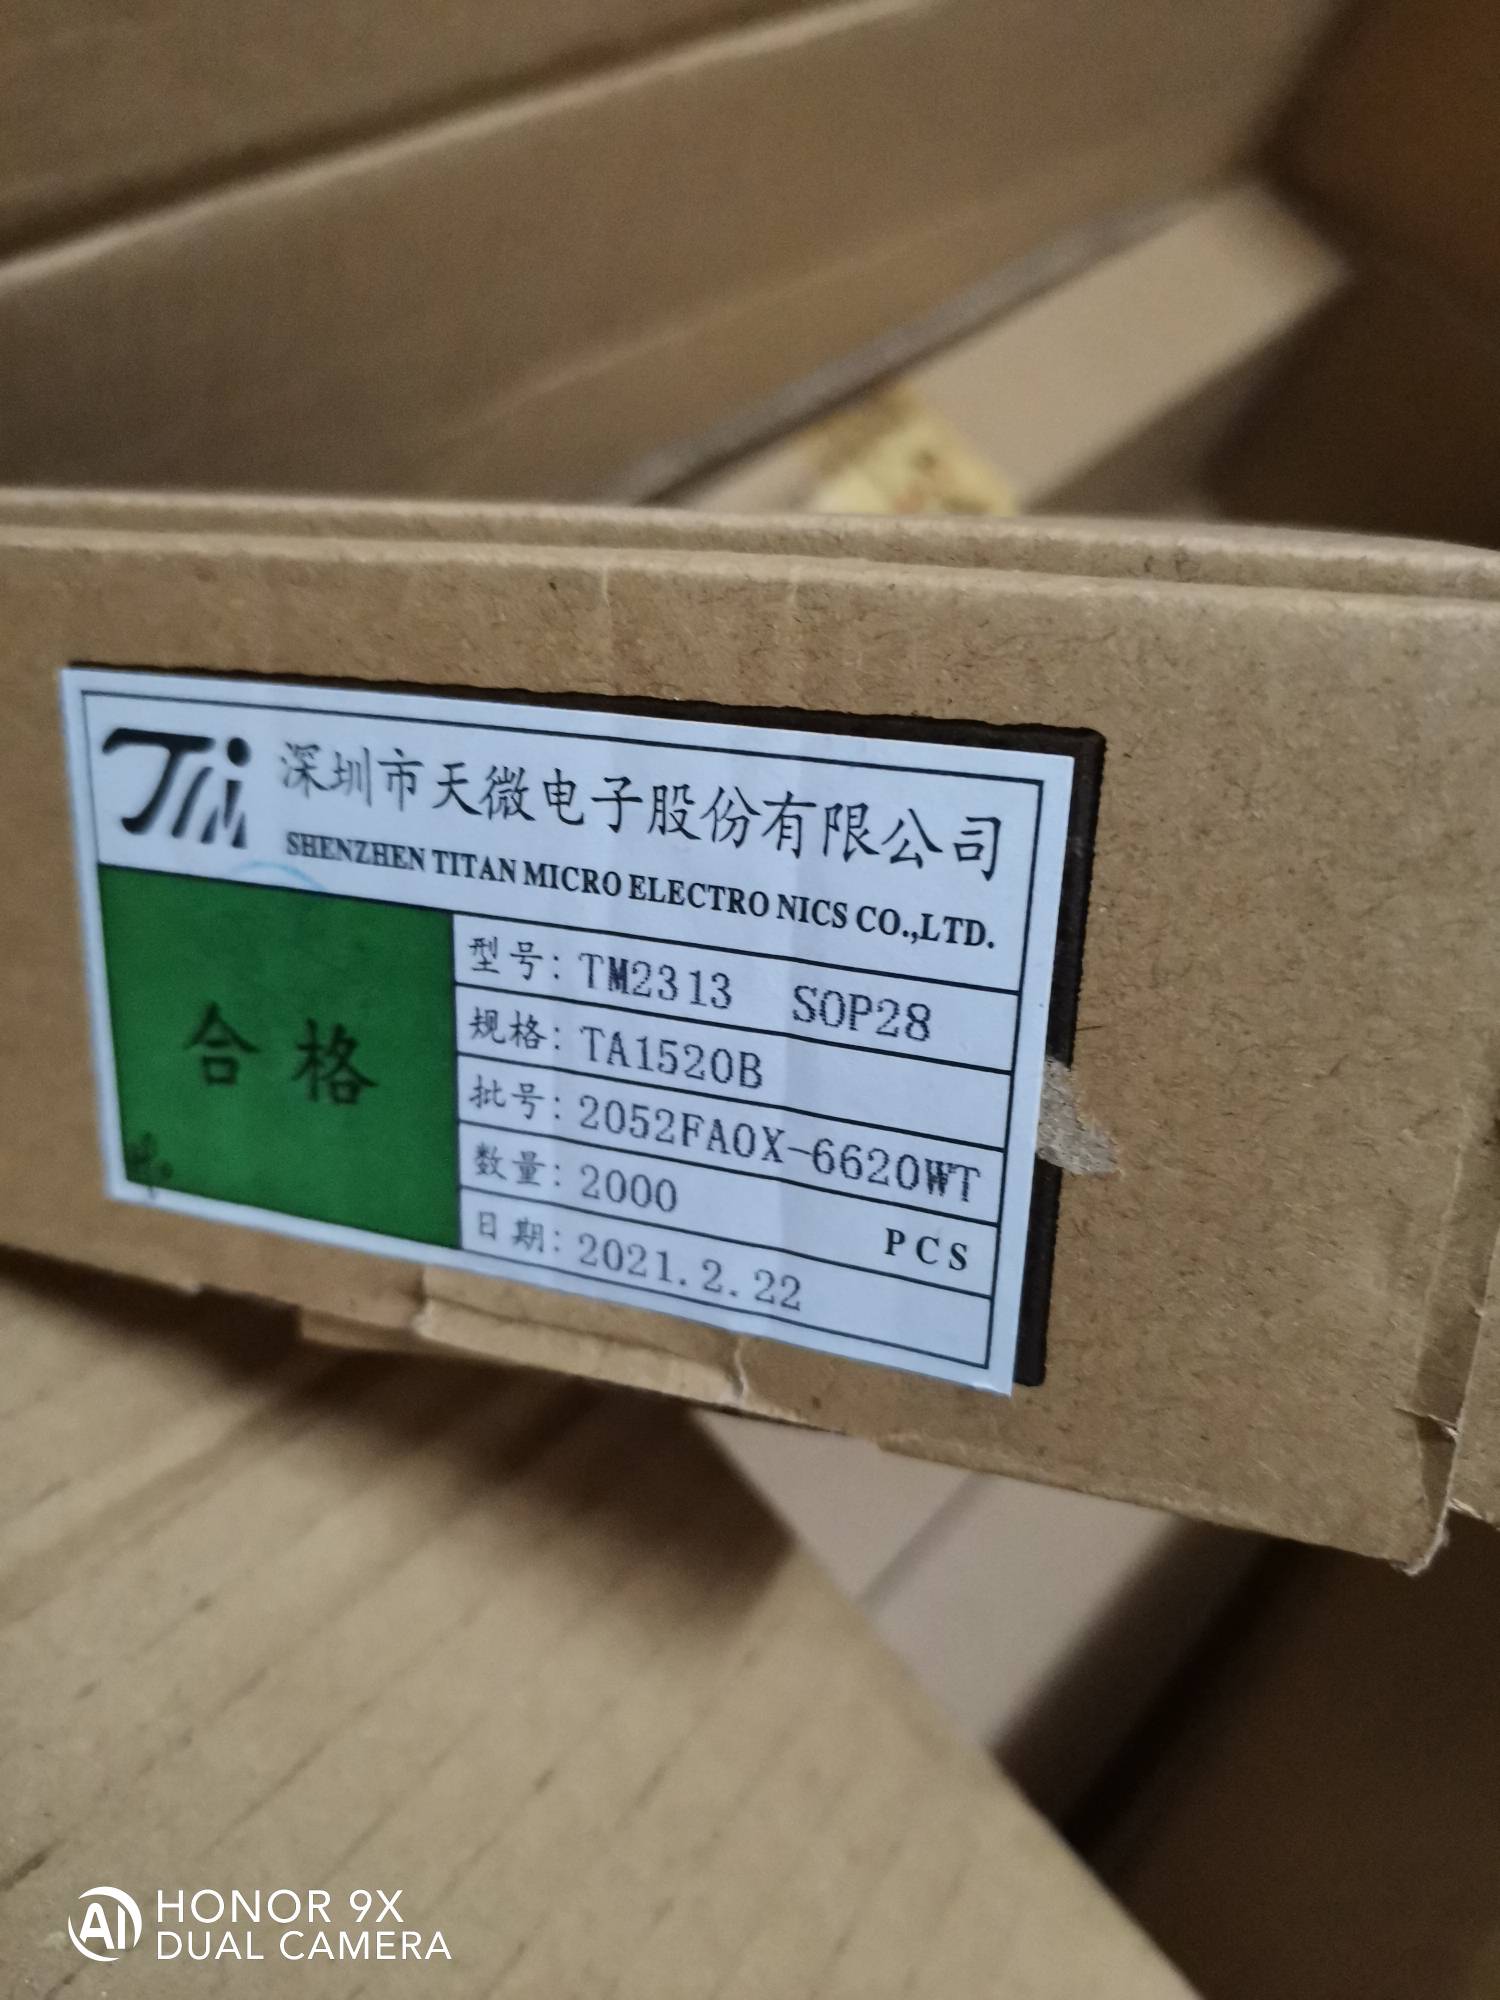 TM
深圳市天微电子股份有限公司
SHENZHEN TITAN MICRO ELECTRO NICS CO.,LTD.
合格
型号: TM2313 SOP28
规格: TA1520B
批号: 2052FA0X-6620WT
数量: 2000 PCS
日期: 2021.2.22
AI HONOR 9X
DUAL CAMERA